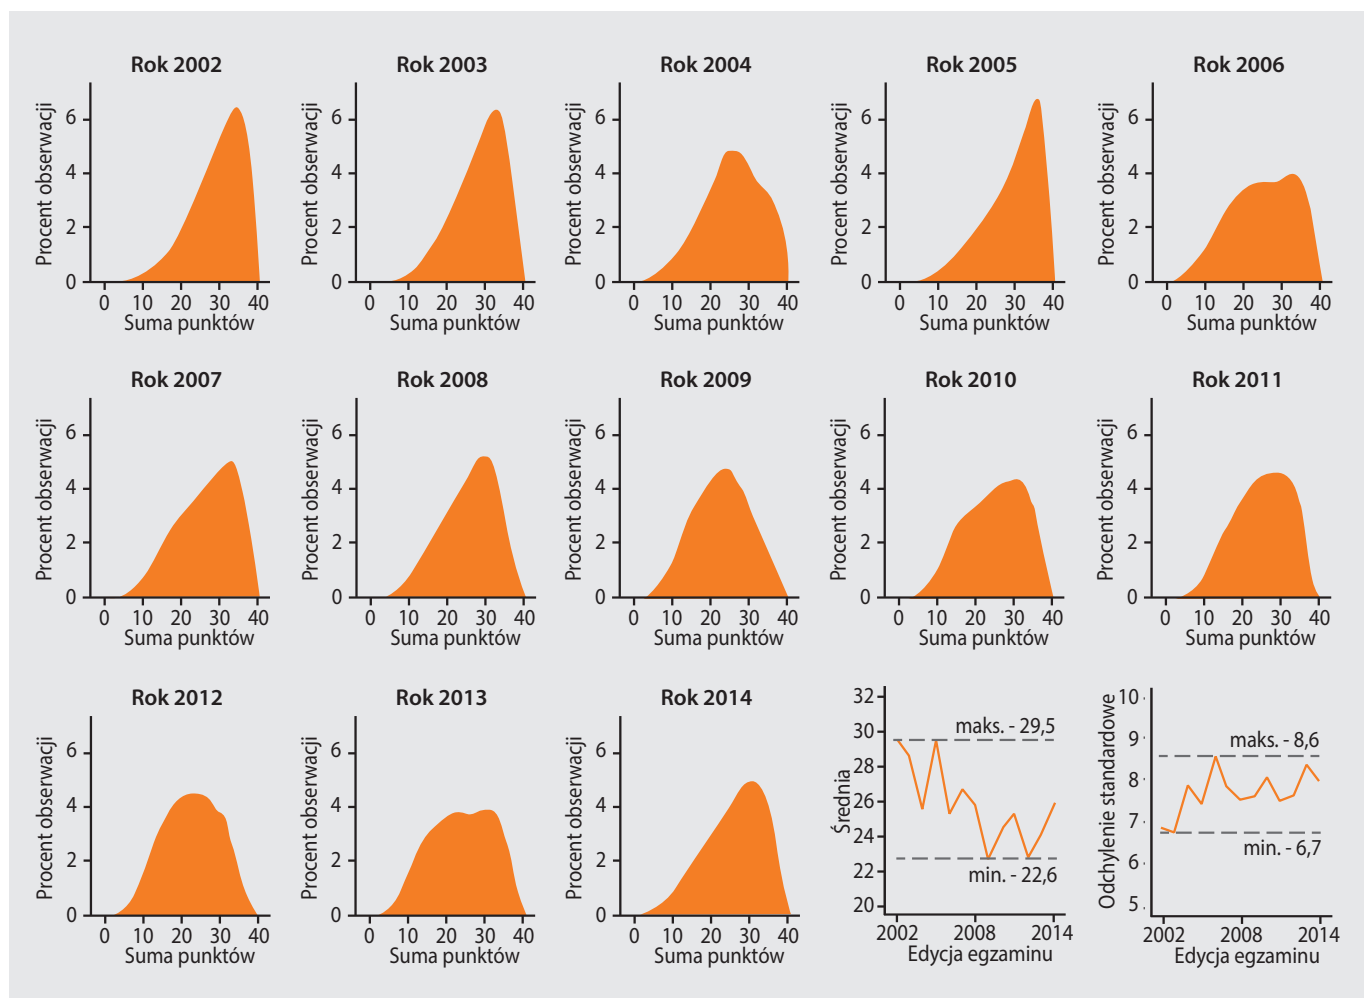 Rok 2002
Procent obserwacji
6
4
2
0
0 10 20 30 40
Suma punktów
Rok 2003
Procent obserwacji
6
4
2
0
0 10 20 30 40
Suma punktów
Rok 2004
Procent obserwacji
6
4
2
0
0 10 20 30 40
Suma punktów
Rok 2005
Procent obserwacji
6
4
2
0
0 10 20 30 40
Suma punktów
Rok 2006
Procent obserwacji
6
4
2
0
0 10 20 30 40
Suma punktów
Rok 2007
Procent obserwacji
6
4
2
0
0 10 20 30 40
Suma punktów
Rok 2008
Procent obserwacji
6
4
2
0
0 10 20 30 40
Suma punktów
Rok 2009
Procent obserwacji
6
4
2
0
0 10 20 30 40
Suma punktów
Rok 2010
Procent obserwacji
6
4
2
0
0 10 20 30 40
Suma punktów
Rok 2011
Procent obserwacji
6
4
2
0
0 10 20 30 40
Suma punktów
Rok 2012
Procent obserwacji
6
4
2
0
0 10 20 30 40
Suma punktów
Rok 2013
Procent obserwacji
6
4
2
0
0 10 20 30 40
Suma punktów
Rok 2014
Procent obserwacji
6
4
2
0
0 10 20 30 40
Suma punktów
Średnia
32
30
28
26
24
22
20
maks. - 29,5
min. - 22,6
2002 2008 2014
Edycja egzaminu
Odchylenie standardowe
10
9
8
7
6
5
maks. - 8,6
min. - 6,7
2002 2008 2014
Edycja egzaminu